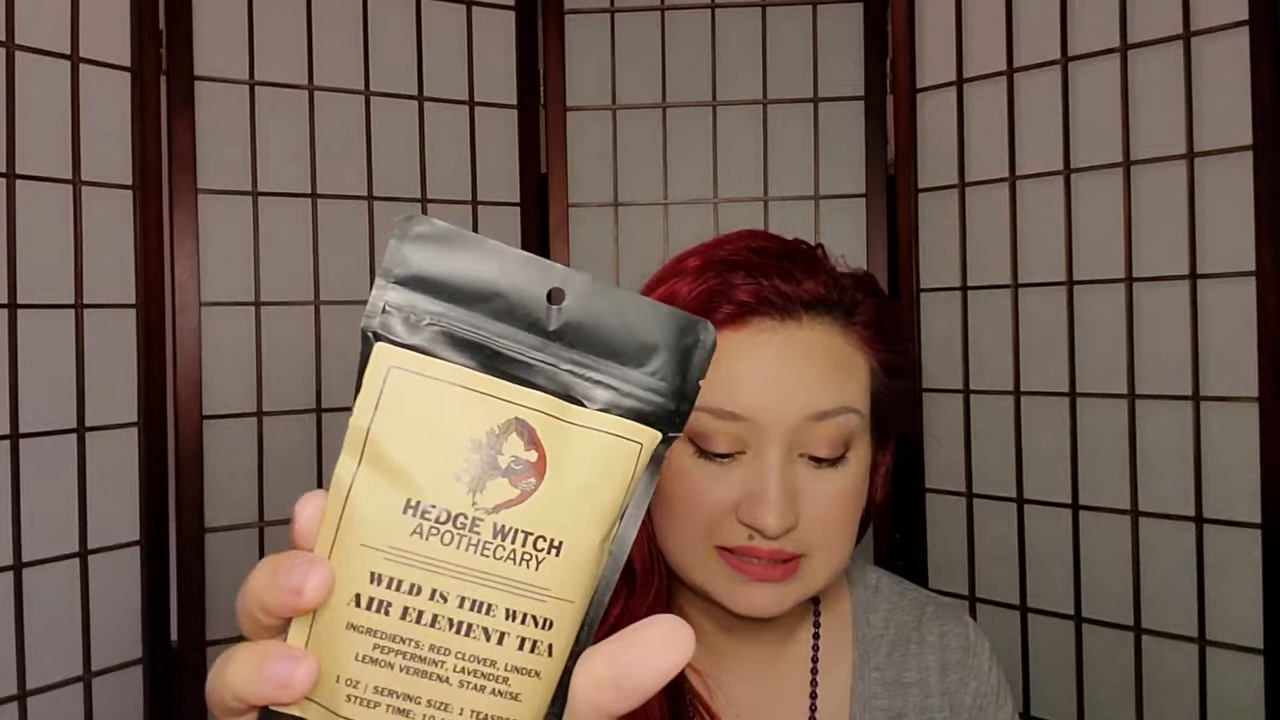 HEDGE WITCH
APOTHECARY
WILD IS THE WIND
AIR ELEMENT TEA
INGREDIENTS: RED CLOVER, LINDEN,
PEPPERMINT, LAVENDER,
LEMON VERBENA, STAR ANISE.
1 OZ | SERVING SIZE: 1
STEEP TIME: